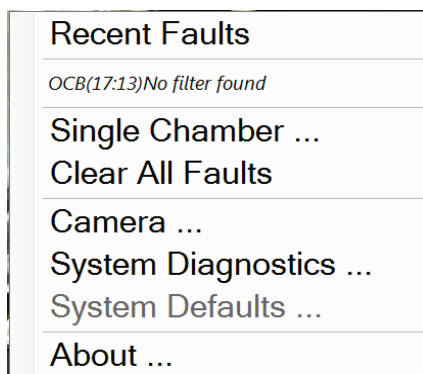 Recent Faults
OCB(17:13)No filter found
Single Chamber ...
Clear All Faults
Camera ...
System Diagnostics ...
System Defaults ...
About ...